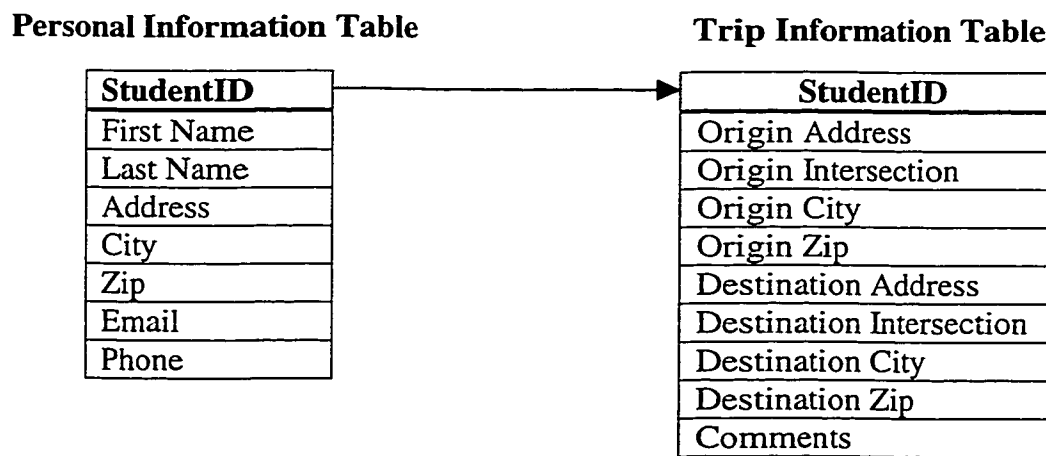 Personal Information Table
StudentID
First Name
Last Name
Address
City
Zip
Email
Phone
Trip Information Table
StudentID
Origin Address
Origin Intersection
Origin City
Origin Zip
Destination Address
Destination Intersection
Destination City
Destination Zip
Comments